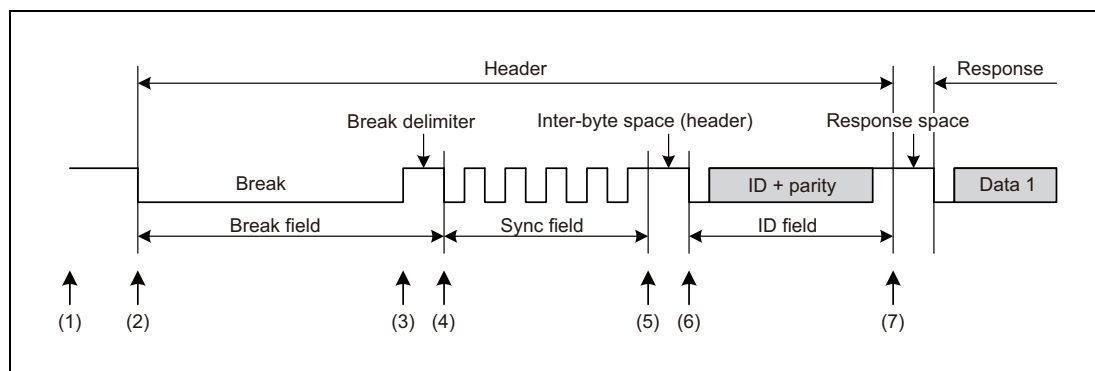 Header
Response
Break delimiter
Inter-byte space (header)
Response space
Break
ID + parity
Data 1
Break field
Sync field
ID field
(1)
(2)
(3)
(4)
(5)
(6)
(7)